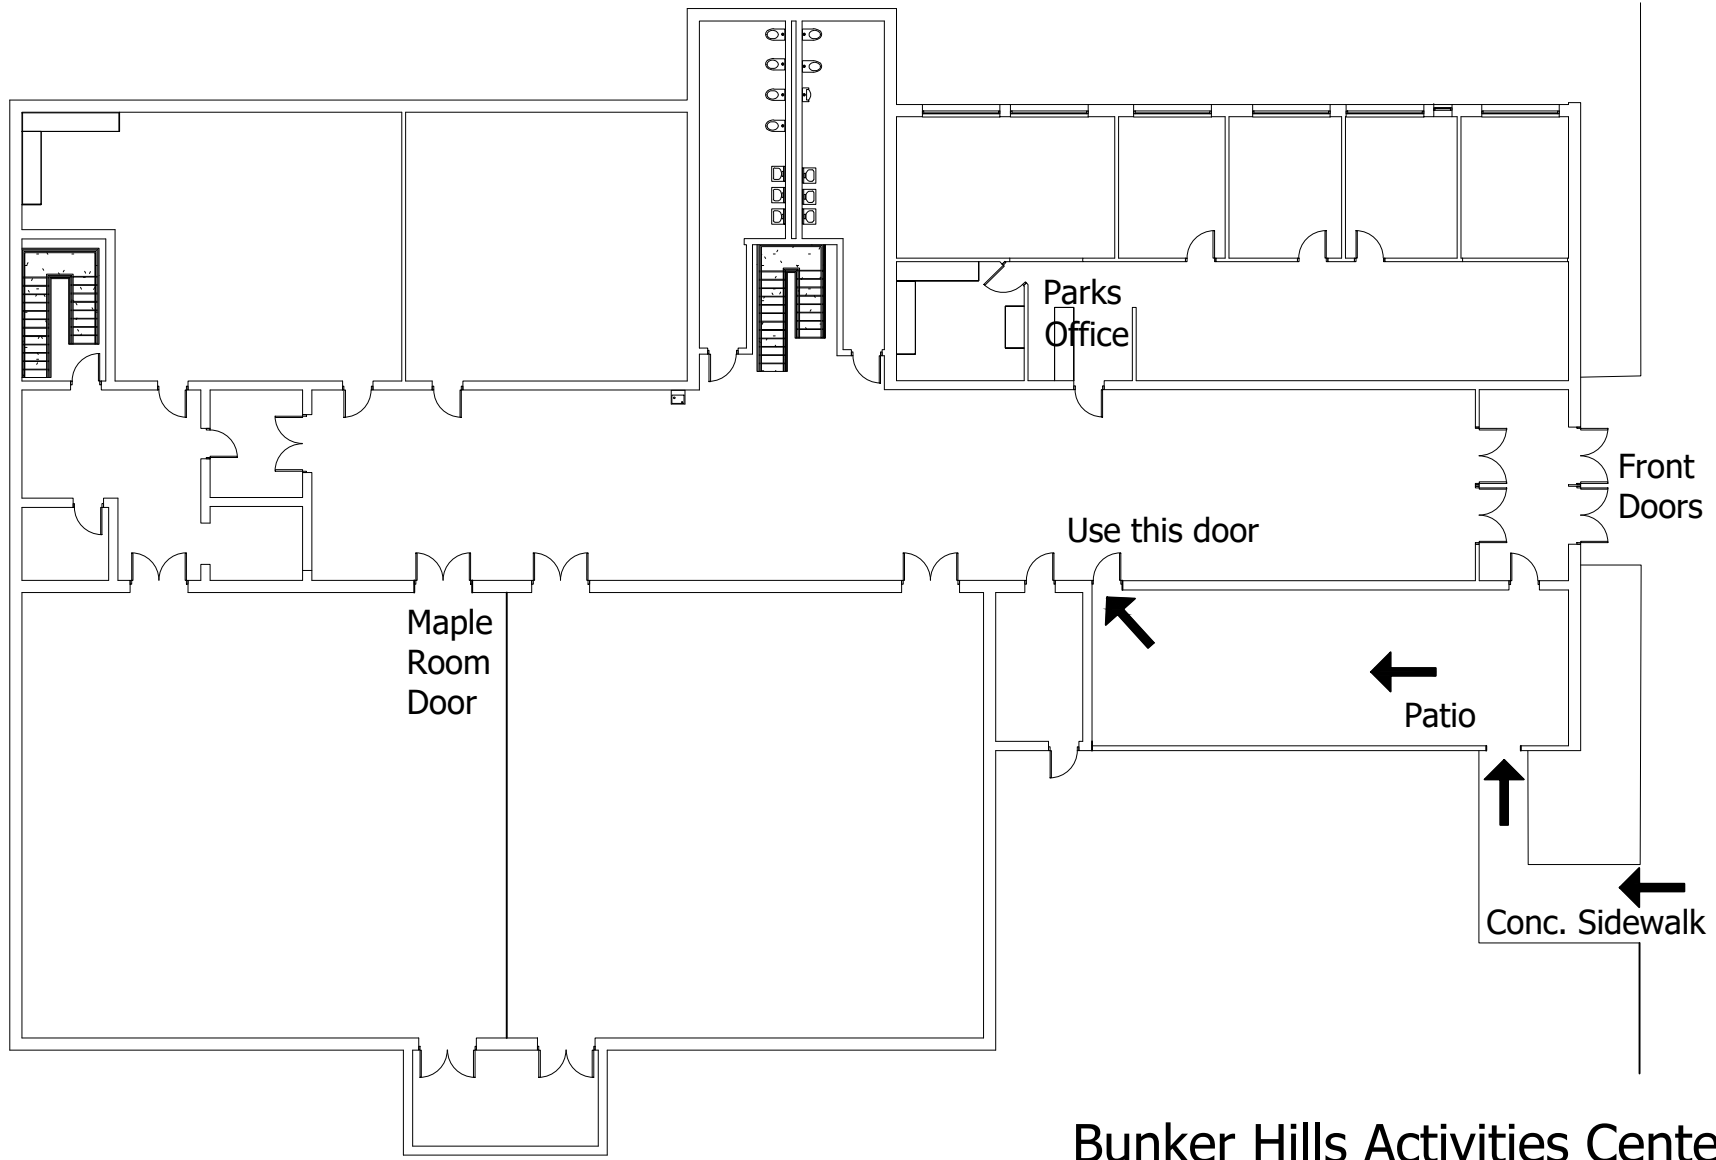 Parks
Office
Front
Doors
Use this door
Maple
Room
Door
Patio
Conc. Sidewalk
Bunker Hills Activities Cente